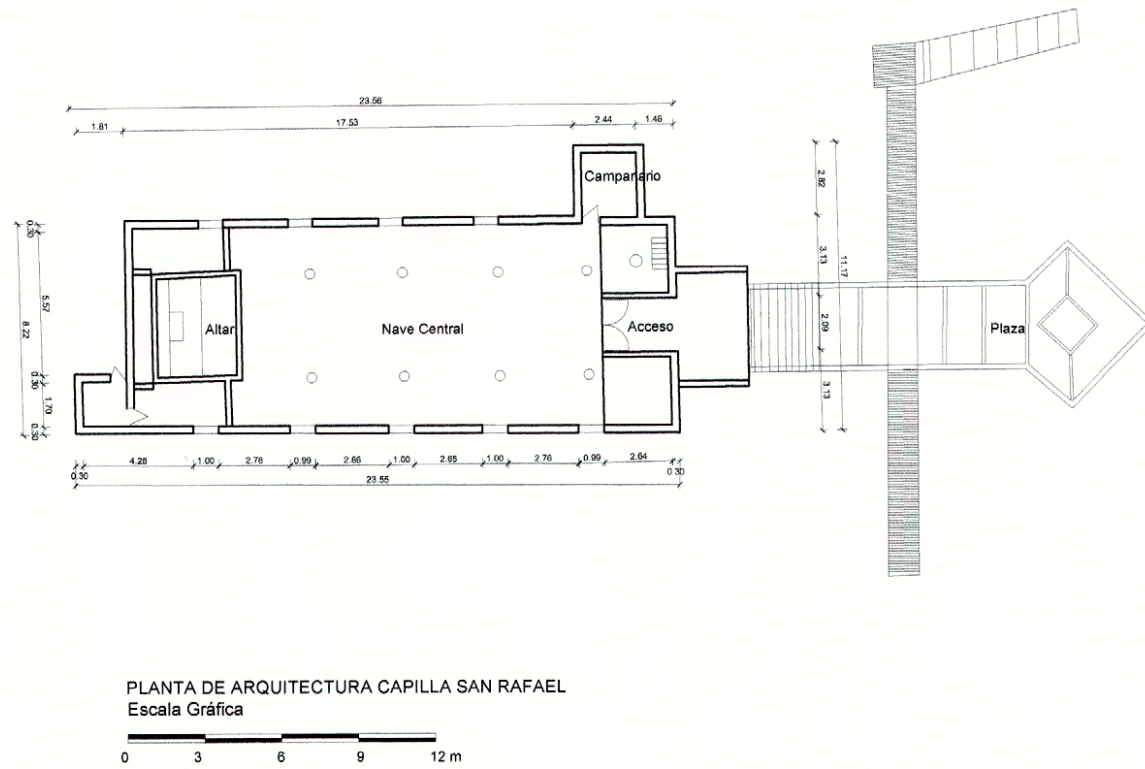 23.56
1.81 17.53 2.44 1.48
Campanario
2.82
3.13
11.17
2.09
3.13
0.30
5.57
8.22
0.30
1.70
0.30
Altar
Nave Central
Acceso
Plaza
0.30 4.28 1.00 2.78 0.99 2.86 1.00 2.65 1.00 2.76 0.99 2.64 0.30
23.55
PLANTA DE ARQUITECTURA CAPILLA SAN RAFAEL
Escala Gráfica
0 3 6 9 12 m